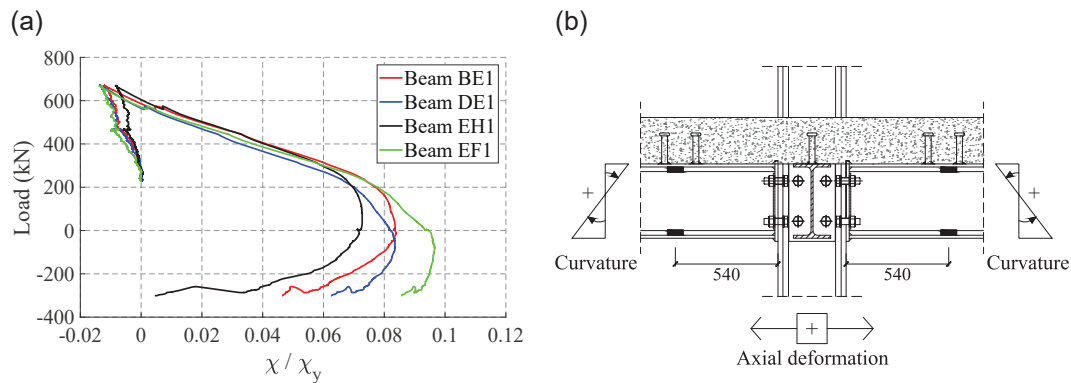 (a)
800
600
400
200
0
-200
-400
Load (kN)
-0.02 0 0.02 0.04 0.06 0.08 0.1 0.12
χ / χy
Beam BE1
Beam DE1
Beam EH1
Beam EF1
(b)
+
+
Curvature
540
540
Curvature
+
Axial deformation